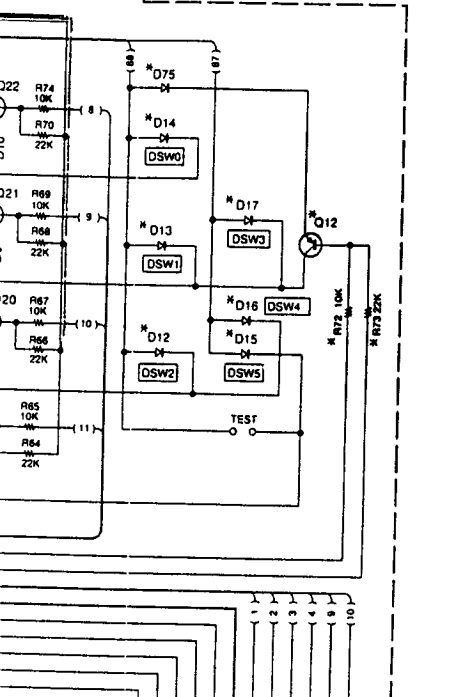 88
87
*D75
Q22
R74
10K
8
*D14
R70
22K
DSW0
Q21
R69
10K
9
*D17
*Q12
R68
22K
*D13
DSW3
DSW1
R67
10K
10
*D16
DSW4
* R72 10K
* R73 22K
R66
22K
*D12
*D15
DSW2
DSW5
R65
10K
11
TEST
R64
22K
1
2
3
4
9
10